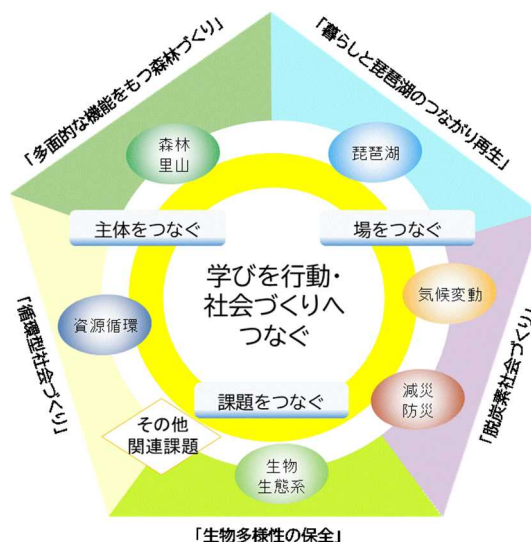 「多面的な機能をもつ森林づくり」
「暮らしと琵琶湖のつながり再生」
森林
里山
琵琶湖
主体をつなぐ
場をつなぐ
学びを行動・
社会づくりへ
つなぐ
気候変動
資源循環
「循環型社会づくり」
「脱炭素社会づくり」
減災
防災
課題をつなぐ
その他
関連課題
生物
生態系
「生物多様性の保全」